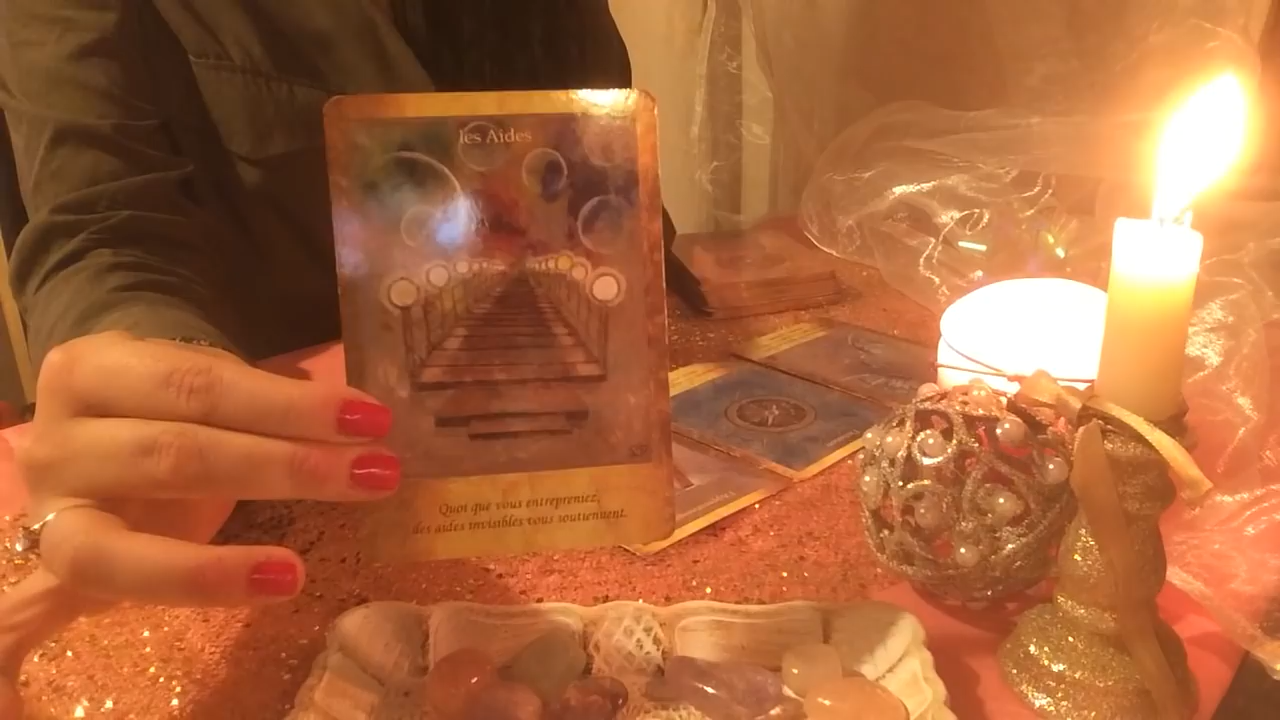 les Aides
Quoi que vous entrepreniez,
des aides invisibles vous soutiennent.